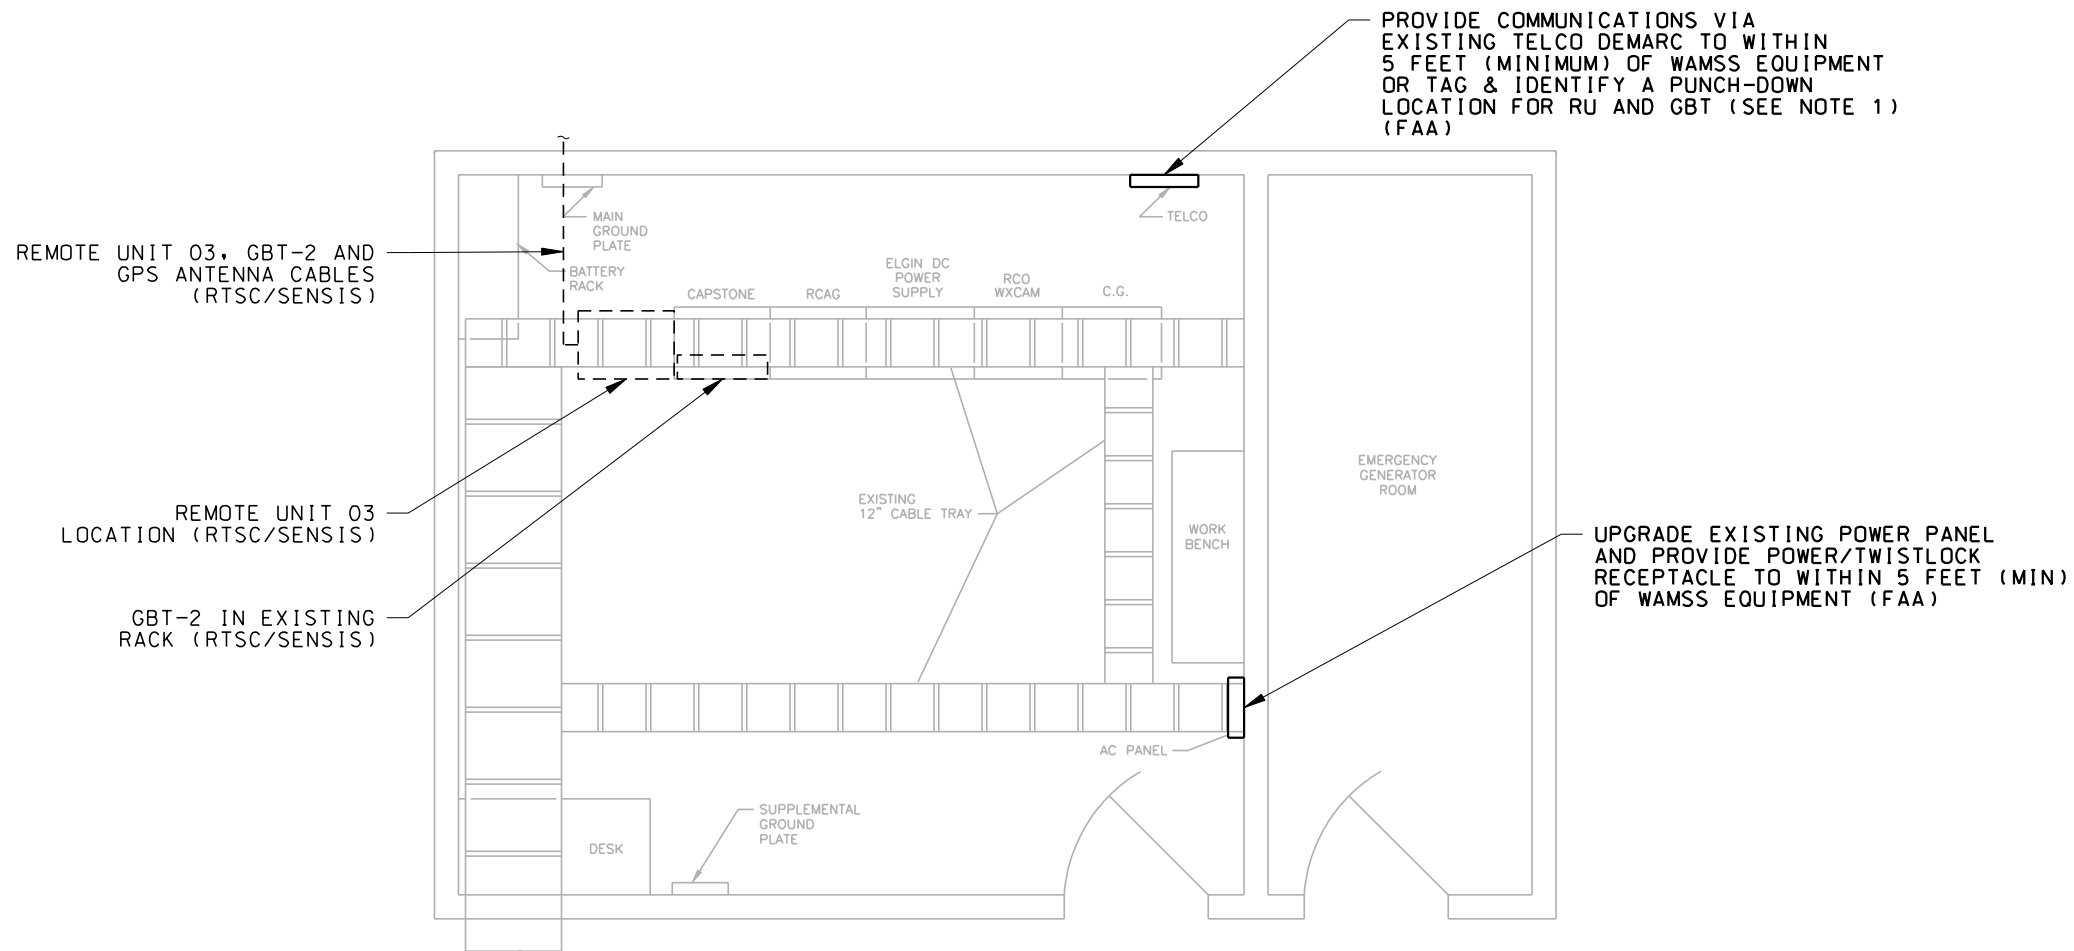 PROVIDE COMMUNICATIONS VIA
EXISTING TELCO DEMARC TO WITHIN
5 FEET (MINIMUM) OF WAMSS EQUIPMENT
OR TAG & IDENTIFY A PUNCH-DOWN
LOCATION FOR RU AND GBT (SEE NOTE 1)
(FAA)
MAIN
GROUND
PLATE
TELCO
REMOTE UNIT 03, GBT-2 AND
GPS ANTENNA CABLES
(RTSC/SENSIS)
BATTERY
RACK
CAPSTONE
RCAG
ELGIN DC
POWER
SUPPLY
RCO
WXCAM
C.G.
EMERGENCY
GENERATOR
ROOM
EXISTING
12" CABLE TRAY
REMOTE UNIT 03
LOCATION (RTSC/SENSIS)
WORK
BENCH
UPGRADE EXISTING POWER PANEL
AND PROVIDE POWER/TWISTLOCK
RECEPTACLE TO WITHIN 5 FEET (MIN)
OF WAMSS EQUIPMENT (FAA)
GBT-2 IN EXISTING
RACK (RTSC/SENSIS)
AC PANEL
SUPPLEMENTAL
GROUND
PLATE
DESK